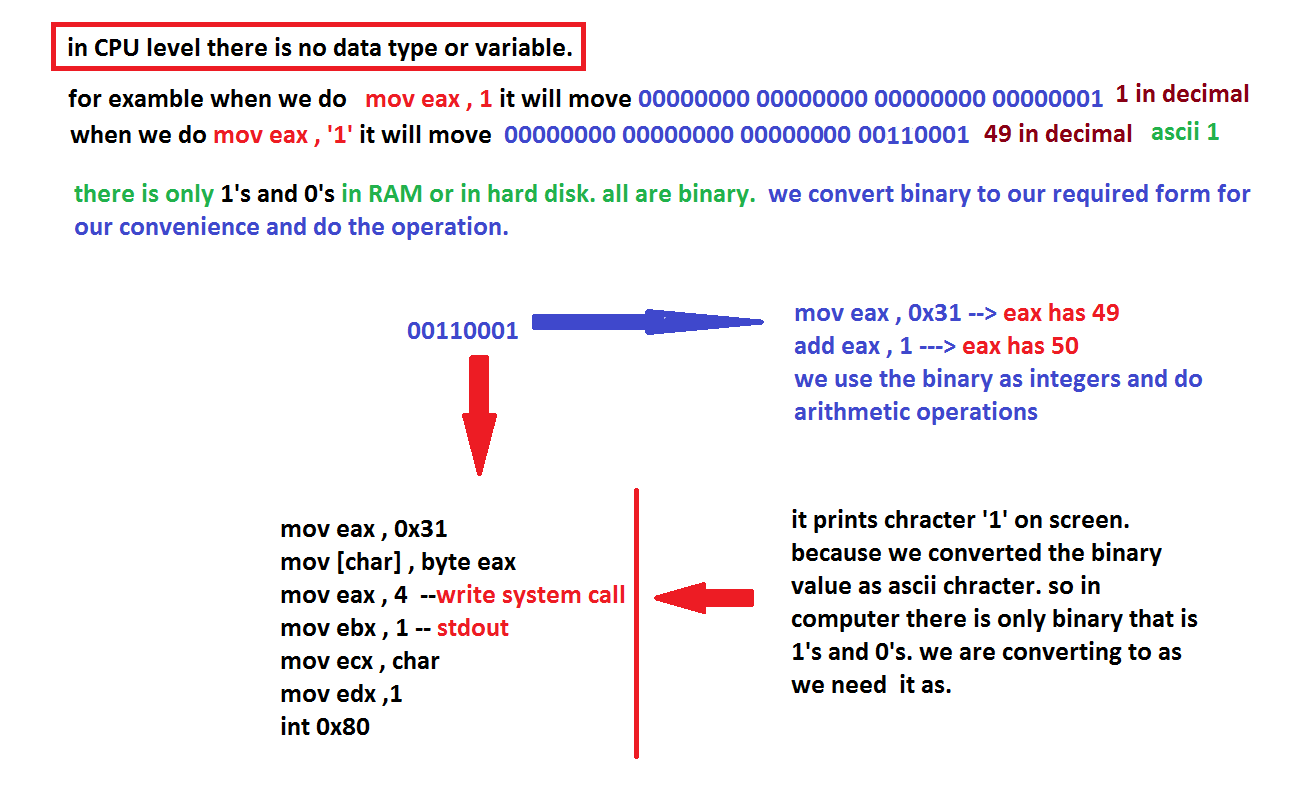 in CPU level there is no data type or variable.
for examble when we do mov eax , 1 it will move 00000000 00000000 00000000 00000001 1 in decimal
when we do mov eax , '1' it will move 00000000 00000000 00000000 00110001 49 in decimal ascii 1
there is only 1's and 0's in RAM or in hard disk. all are binary. we convert binary to our required form for
our convenience and do the operation.
00110001
mov eax , 0x31 --> eax has 49
add eax , 1 ---> eax has 50
we use the binary as integers and do
arithmetic operations
mov eax , 0x31
mov [char] , byte eax
mov eax , 4 --write system call
mov ebx , 1 -- stdout
mov ecx , char
mov edx ,1
int 0x80
it prints chracter '1' on screen.
because we converted the binary
value as ascii chracter. so in
computer there is only binary that is
1's and 0's. we are converting to as
we need it as.